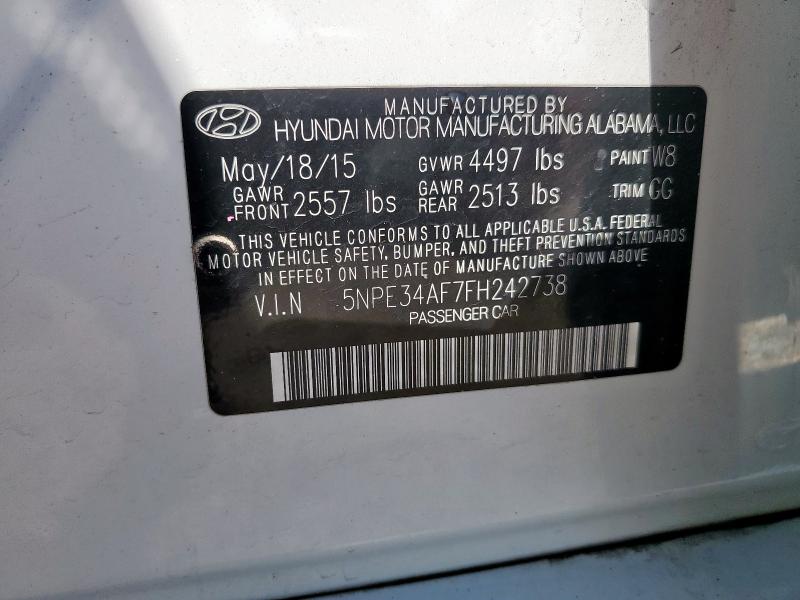 MANUFACTURED BY
HYUNDAI MOTOR MANUFACTURING ALABAMA, LLC
May/18/15 GVWR 4497 lbs PAINT W8
GAWR FRONT 2557 lbs GAWR REAR 2513 lbs TRIM GG
THIS VEHICLE CONFORMS TO ALL APPLICABLE U.S.A. FEDERAL
MOTOR VEHICLE SAFETY, BUMPER, AND THEFT PREVENTION STANDARDS
IN EFFECT ON THE DATE OF MANUFACTURE SHOWN ABOVE.
V.I.N 5NPE34AF7FH242738
PASSENGER CAR